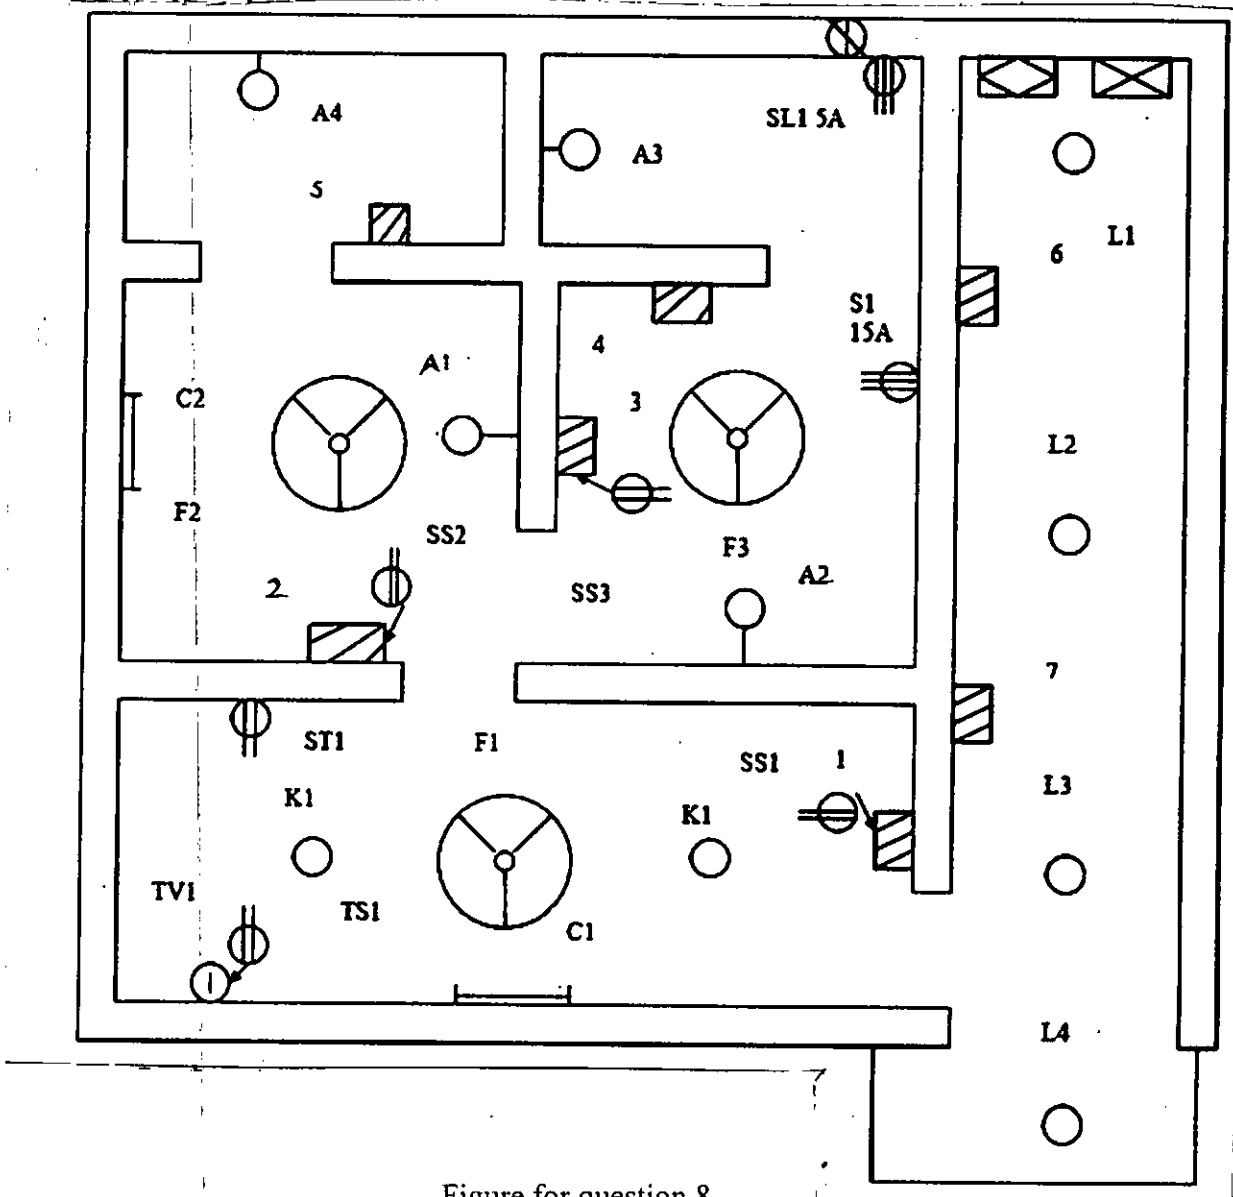 A4
SL1 5A
A3
5
L1
6
S1
15A
4
A1
C2
3
L2
F2
SS2
F3
A2
2
SS3
7
ST1
F1
SS1
1
K1
L3
K1
TV1
TS1
C1
L4
Figure for question 8